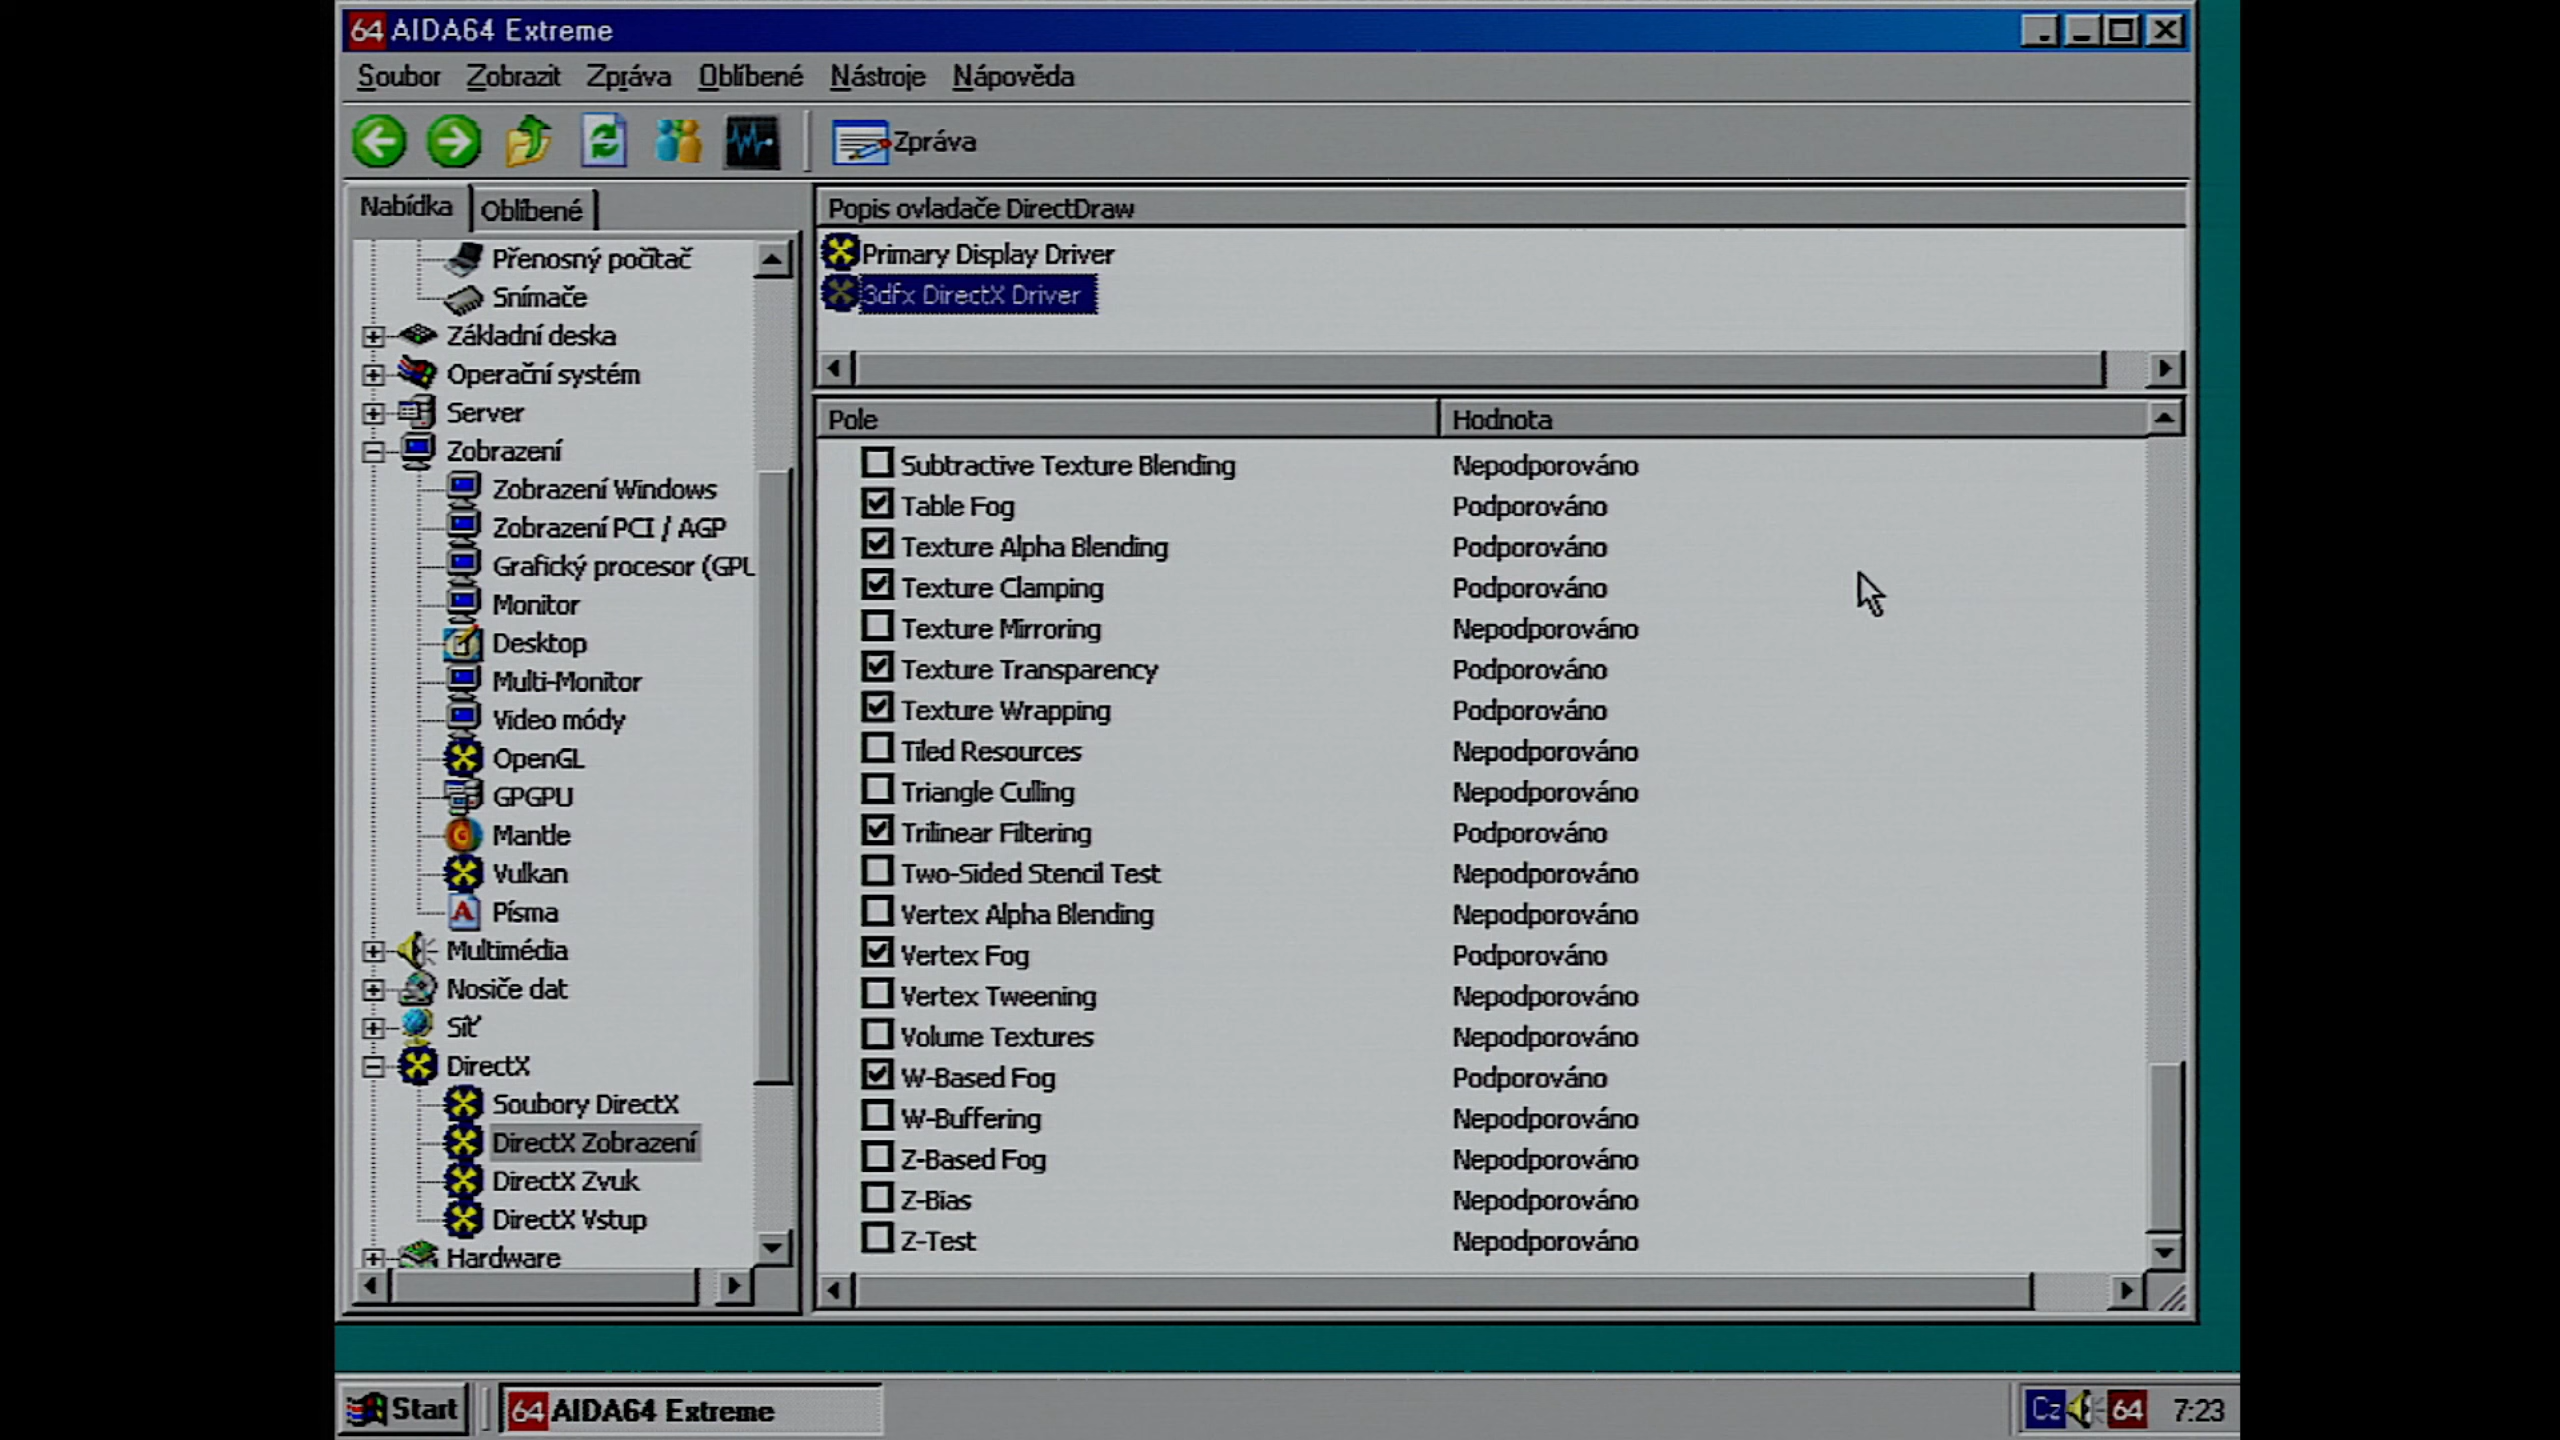 64 AIDA64 Extreme
Soubor Zobrazit Zpráva Oblíbené Nástroje Nápověda
Zpráva
Nabídka Oblíbené
Přenosný počítač
Snímače
Základní deska
Operační systém
Server
Zobrazení
Zobrazení Windows
Zobrazení PCI / AGP
Grafický procesor (GPU
Monitor
Desktop
Multi-Monitor
Video módy
OpenGL
GPGPU
Mantle
Vulkan
Písma
Multimédia
Nosiče dat
Síť
DirectX
Soubory DirectX
DirectX Zobrazení
DirectX Zvuk
DirectX Vstup
Hardware
Popis ovladače DirectDraw
Primary Display Driver
3dfx DirectX Driver
Pole Hodnota
Subtractive Texture Blending Nepodporováno
Table Fog Podporováno
Texture Alpha Blending Podporováno
Texture Clamping Podporováno
Texture Mirroring Nepodporováno
Texture Transparency Podporováno
Texture Wrapping Podporováno
Tiled Resources Nepodporováno
Triangle Culling Nepodporováno
Trilinear Filtering Podporováno
Two-Sided Stencil Test Nepodporováno
Vertex Alpha Blending Nepodporováno
Vertex Fog Podporováno
Vertex Tweening Nepodporováno
Volume Textures Nepodporováno
W-Based Fog Podporováno
W-Buffering Nepodporováno
Z-Based Fog Nepodporováno
Z-Bias Nepodporováno
Z-Test Nepodporováno
Start 64 AIDA64 Extreme Cz 64 7:23